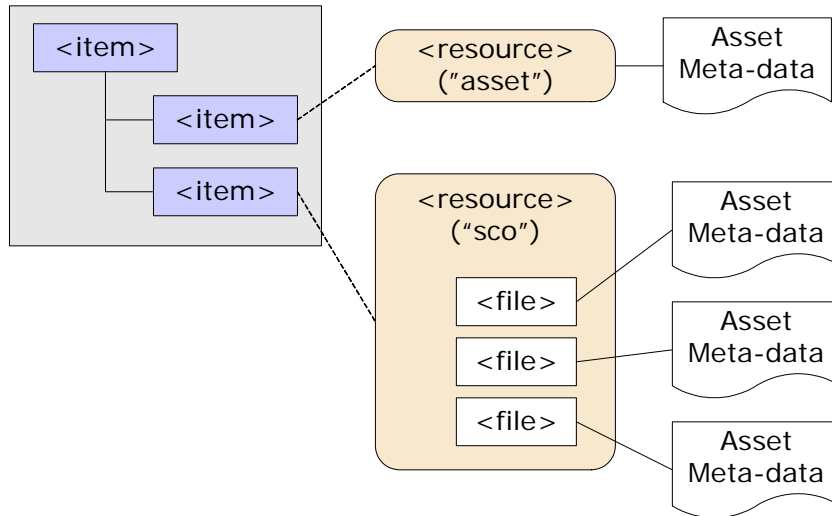 <item>
<item>
<item>
<resource>
("asset")
Asset
Meta-data
<resource>
("sco")
<file>
<file>
<file>
Asset
Meta-data
Asset
Meta-data
Asset
Meta-data